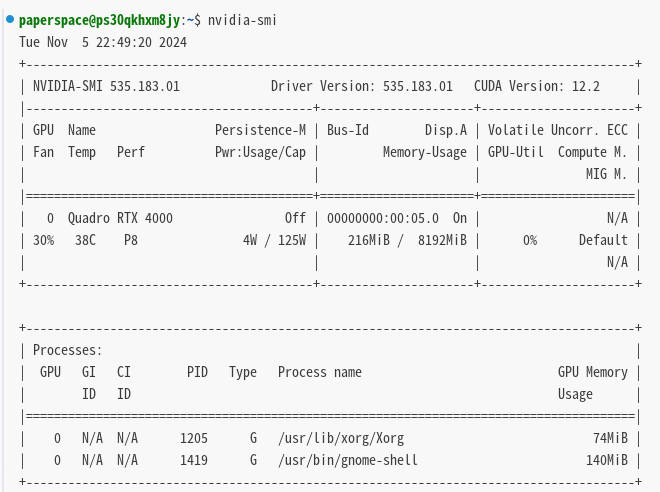 paperspace@ps30qkhxm8jy:~$ nvidia-smi
Tue Nov  5 22:49:20 2024
+---------------------------------------------------------------------------------------+
| NVIDIA-SMI 535.183.01             Driver Version: 535.183.01   CUDA Version: 12.2     |
|-----------------------------------------+----------------------+----------------------+
| GPU  Name                 Persistence-M | Bus-Id        Disp.A | Volatile Uncorr. ECC |
| Fan  Temp   Perf          Pwr:Usage/Cap |         Memory-Usage | GPU-Util  Compute M. |
|                                         |                      |               MIG M. |
|=========================================+======================+======================|
|   0  Quadro RTX 4000                Off | 00000000:00:05.0  On |                  N/A |
| 30%   38C    P8               4W / 125W |    216MiB /  8192MiB |      0%      Default |
|                                         |                      |                  N/A |
+-----------------------------------------+----------------------+----------------------+

+---------------------------------------------------------------------------------------+
| Processes:                                                                            |
|  GPU   GI   CI        PID   Type   Process name                            GPU Memory |
|        ID   ID                                                             Usage      |
|=======================================================================================|
|    0   N/A  N/A      1205      G   /usr/lib/xorg/Xorg                           74MiB |
|    0   N/A  N/A      1419      G   /usr/bin/gnome-shell                        140MiB |
+---------------------------------------------------------------------------------------+